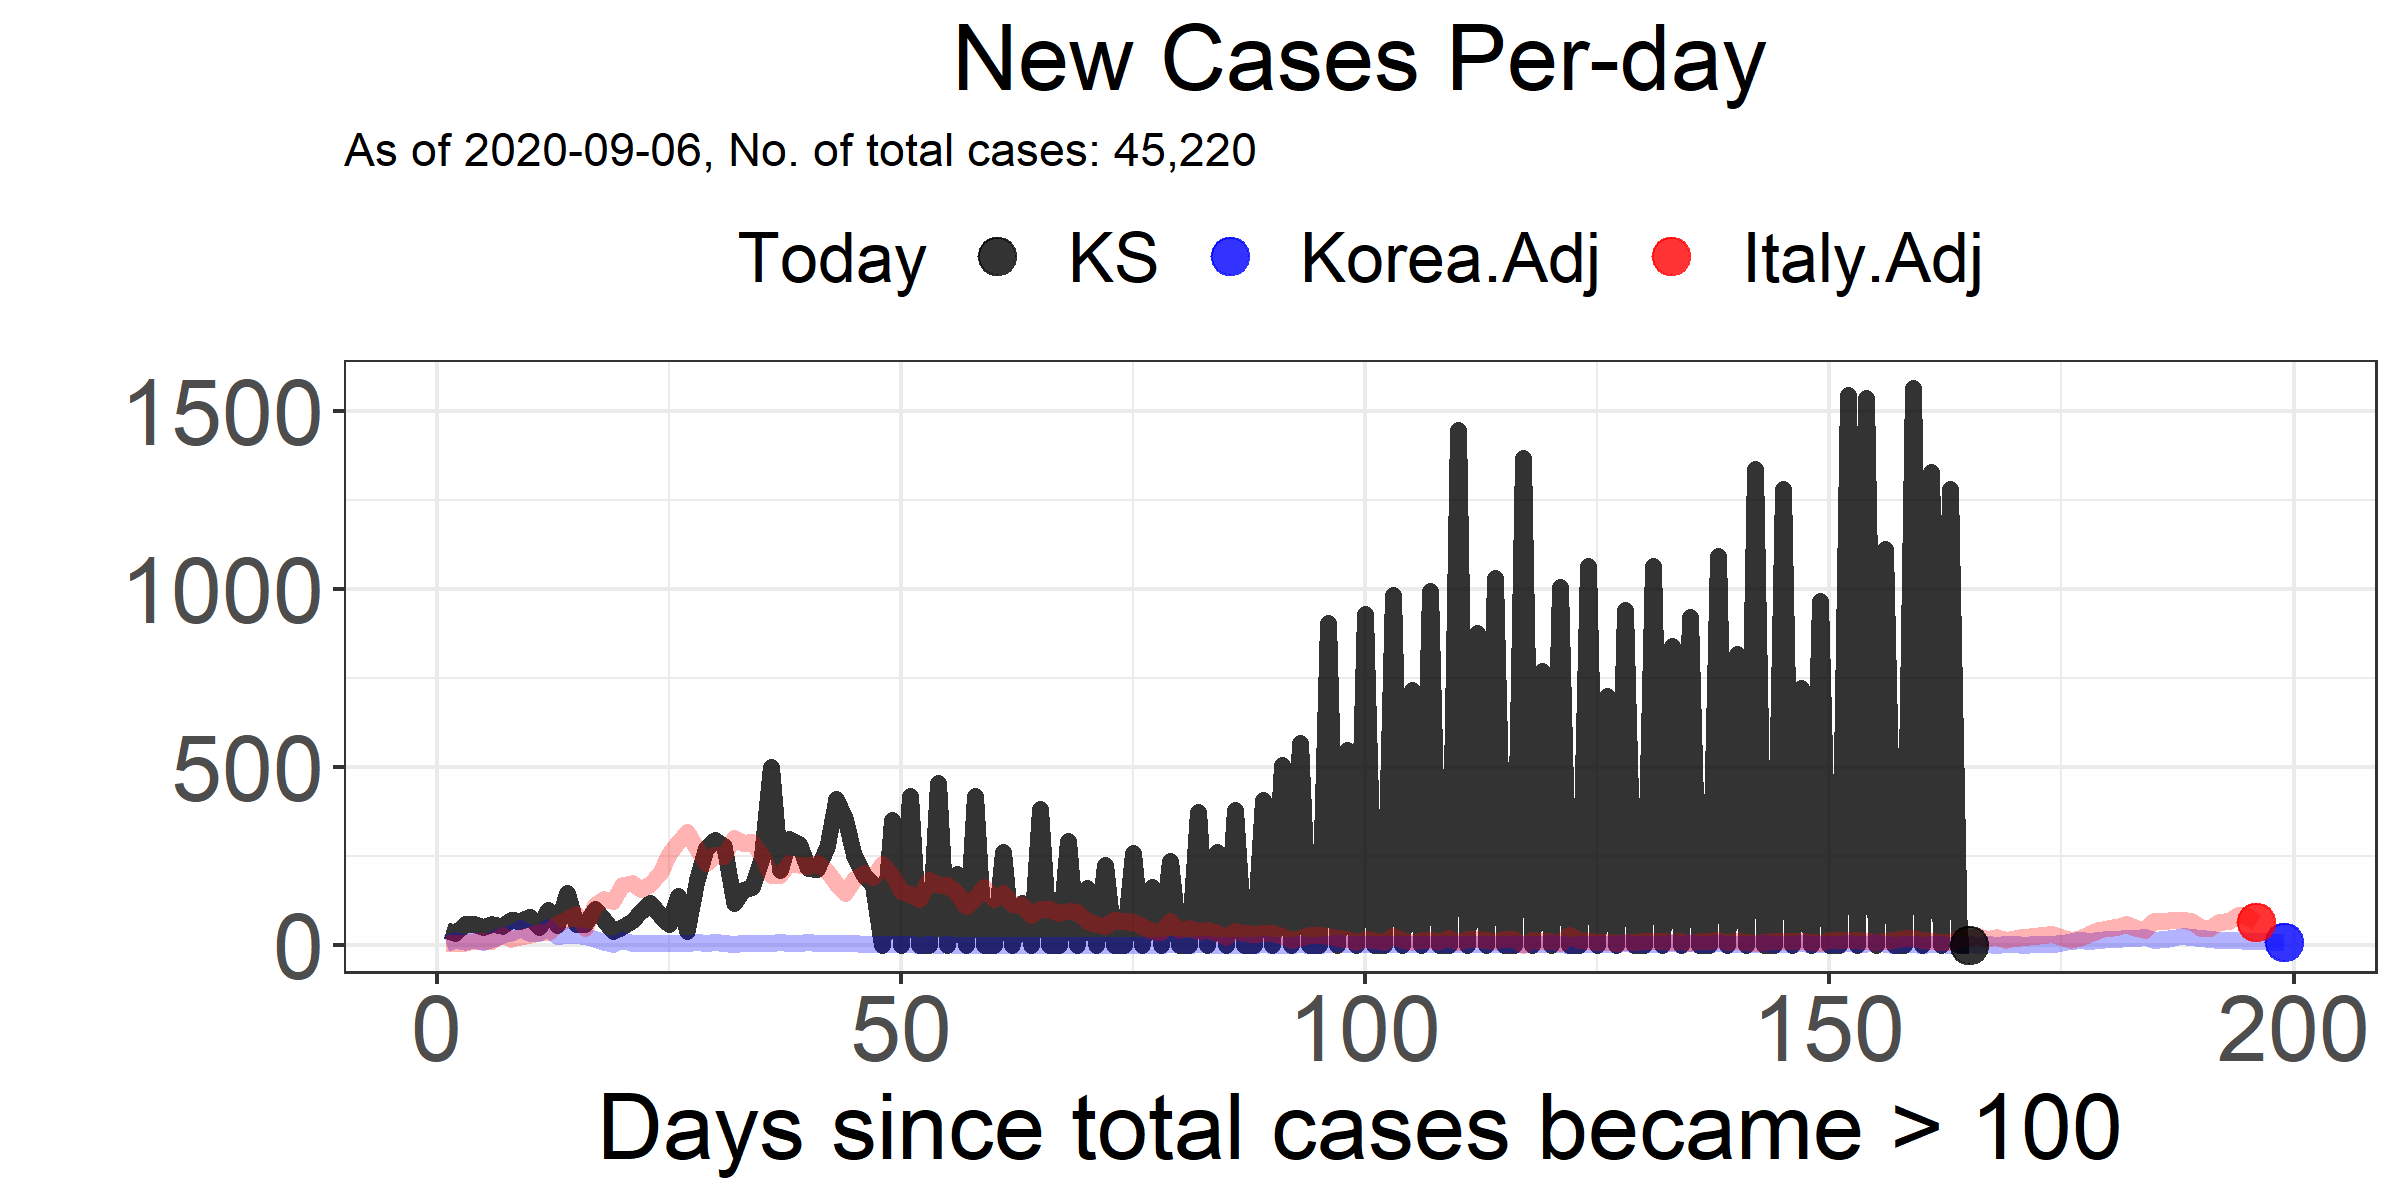 New Cases Per-day
As of 2020-09-06, No. of total cases: 45,220
Today KS Korea.Adj Italy.Adj
1500
1000
500
0
0 50 100 150 200
Days since total cases became > 100